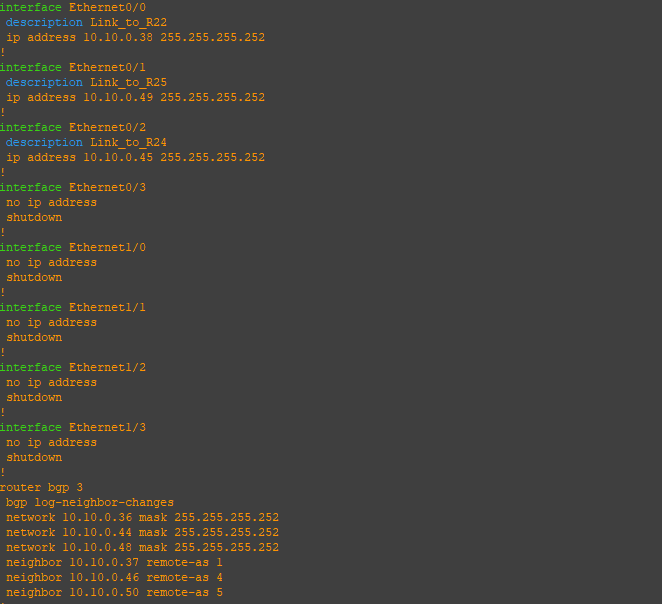 interface Ethernet0/0
description Link_to_R22
ip address 10.10.0.38 255.255.255.252
!
interface Ethernet0/1
description Link_to_R25
ip address 10.10.0.49 255.255.255.252
!
interface Ethernet0/2
description Link_to_R24
ip address 10.10.0.45 255.255.255.252
!
interface Ethernet0/3
no ip address
shutdown
!
interface Ethernet1/0
no ip address
shutdown
!
interface Ethernet1/1
no ip address
shutdown
!
interface Ethernet1/2
no ip address
shutdown
!
interface Ethernet1/3
no ip address
shutdown
!
router bgp 3
bgp log-neighbor-changes
network 10.10.0.36 mask 255.255.255.252
network 10.10.0.44 mask 255.255.255.252
network 10.10.0.48 mask 255.255.255.252
neighbor 10.10.0.37 remote-as 1
neighbor 10.10.0.46 remote-as 4
neighbor 10.10.0.50 remote-as 5